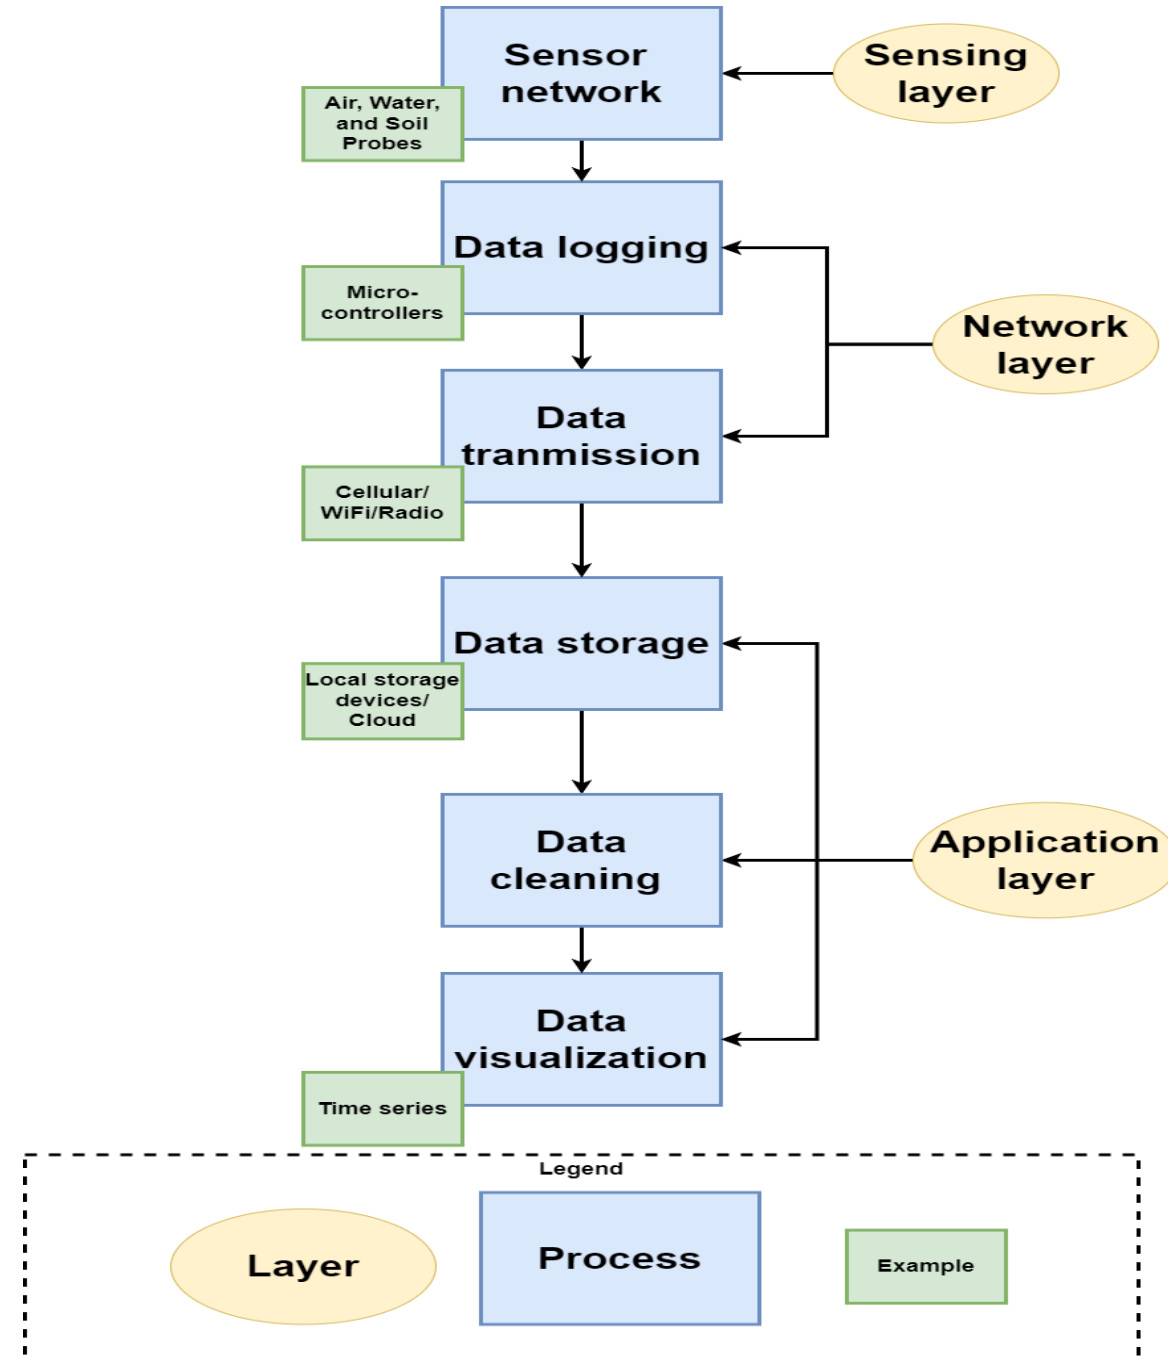 Sensor
network
Sensing
layer
Air, Water,
and Soil
Probes
Data logging
Micro-
controllers
Network
layer
Data
tranmission
Cellular/
WiFi/Radio
Data storage
Local storage
devices/
Cloud
Data
cleaning
Application
layer
Data
visualization
Time series
Legend
Layer
Process
Example